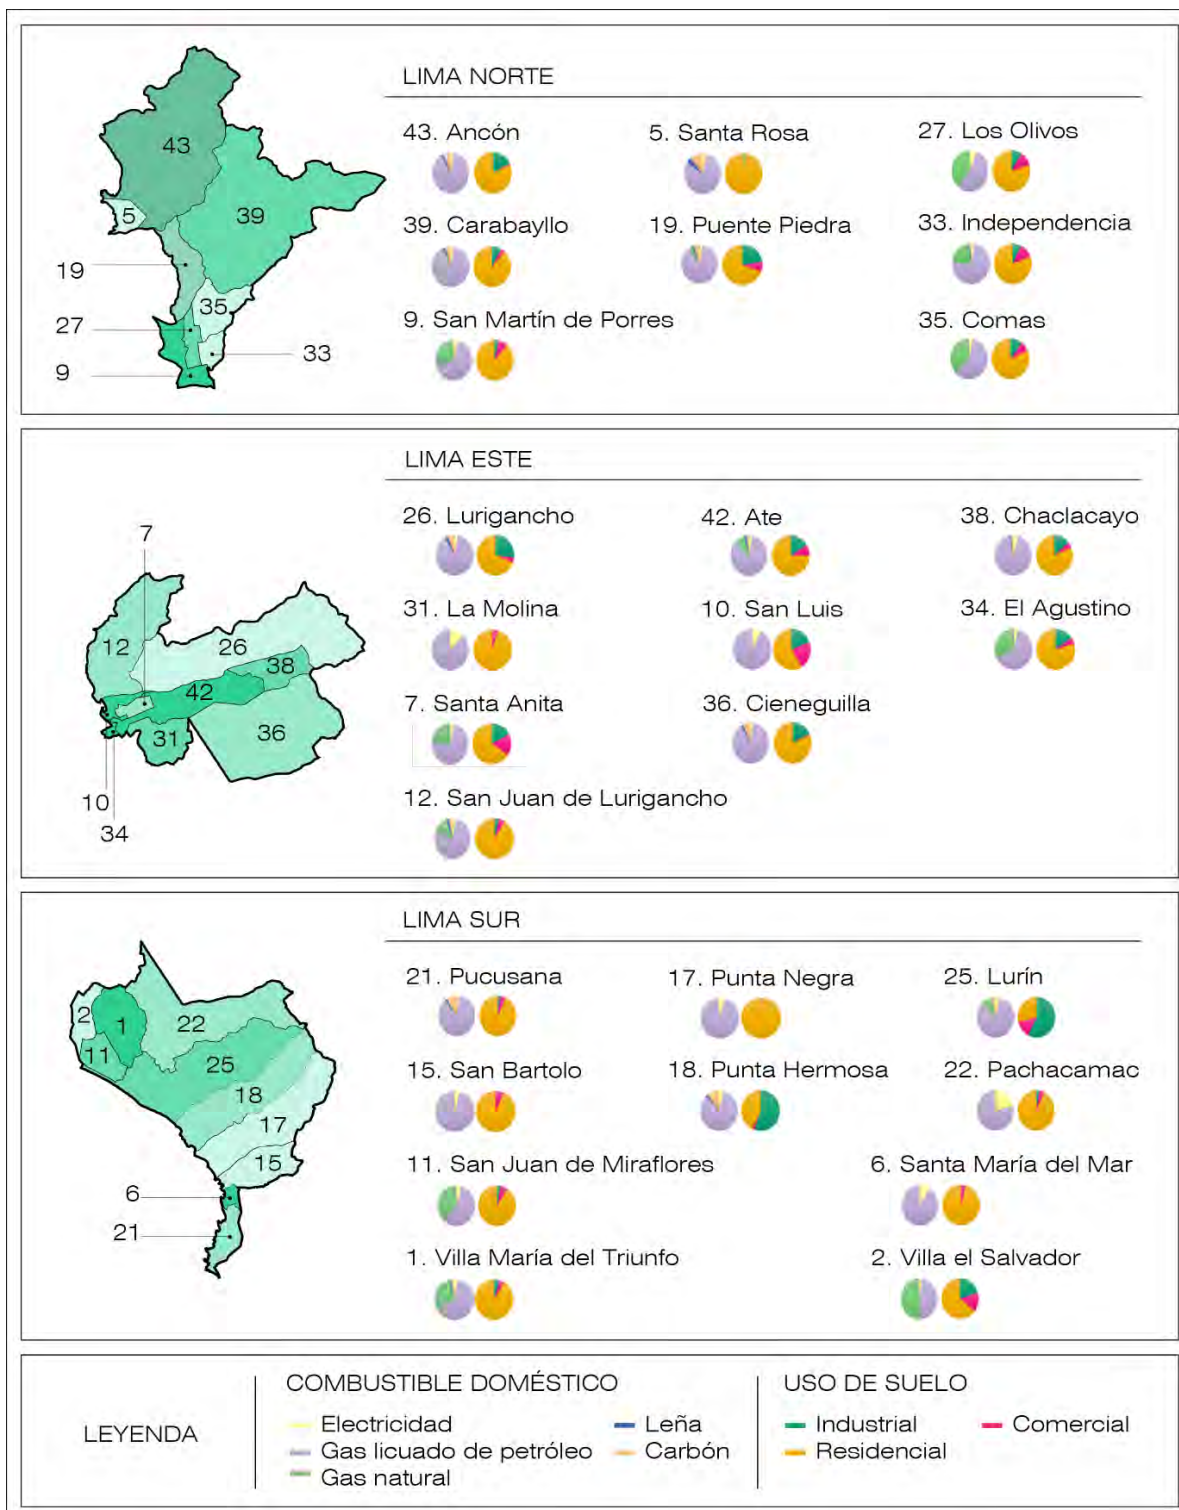 LIMA NORTE
43. Ancón
5. Santa Rosa
27. Los Olivos
39. Carabayllo
19. Puente Piedra
33. Independencia
9. San Martín de Porres
35. Comas
43
5
39
19
35
27
33
9
LIMA ESTE
26. Lurigancho
42. Ate
38. Chaclacayo
31. La Molina
10. San Luis
34. El Agustino
7. Santa Anita
36. Cieneguilla
12. San Juan de Lurigancho
7
12
26
38
42
31
36
10
34
LIMA SUR
21. Pucusana
17. Punta Negra
25. Lurín
15. San Bartolo
18. Punta Hermosa
22. Pachacamac
11. San Juan de Miraflores
6. Santa María del Mar
1. Villa María del Triunfo
2. Villa el Salvador
2
1
22
11
25
18
17
15
6
21
LEYENDA
COMBUSTIBLE DOMÉSTICO
Electricidad
Leña
Gas licuado de petróleo
Carbón
Gas natural
USO DE SUELO
Industrial
Comercial
Residencial